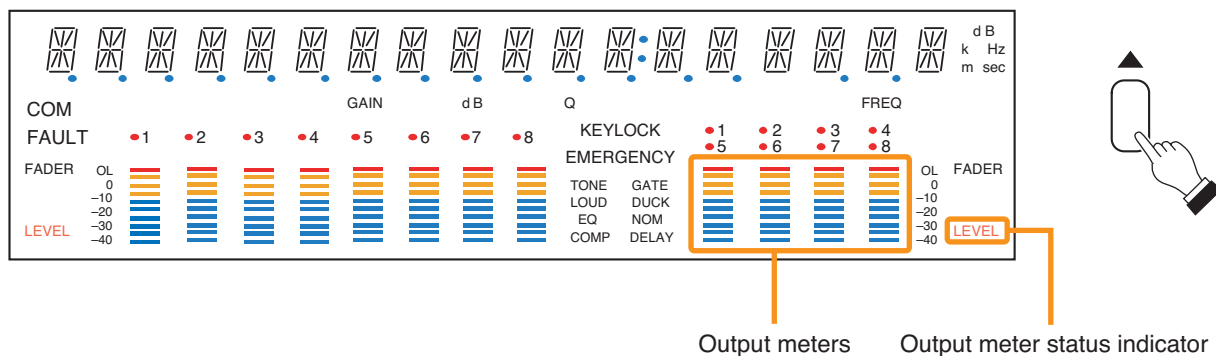 d B
k Hz
m sec
COM
GAIN d B Q FREQ
FAULT 1 2 3 4 5 6 7 8 KEYLOCK 1 2 3 4
EMERGENCY 5 6 7 8
FADER OL OL FADER
0 TONE GATE 0
-10 LOUD DUCK -10
-20 EQ NOM -20
LEVEL -30 COMP DELAY -30 LEVEL
-40 -40
Output meters Output meter status indicator